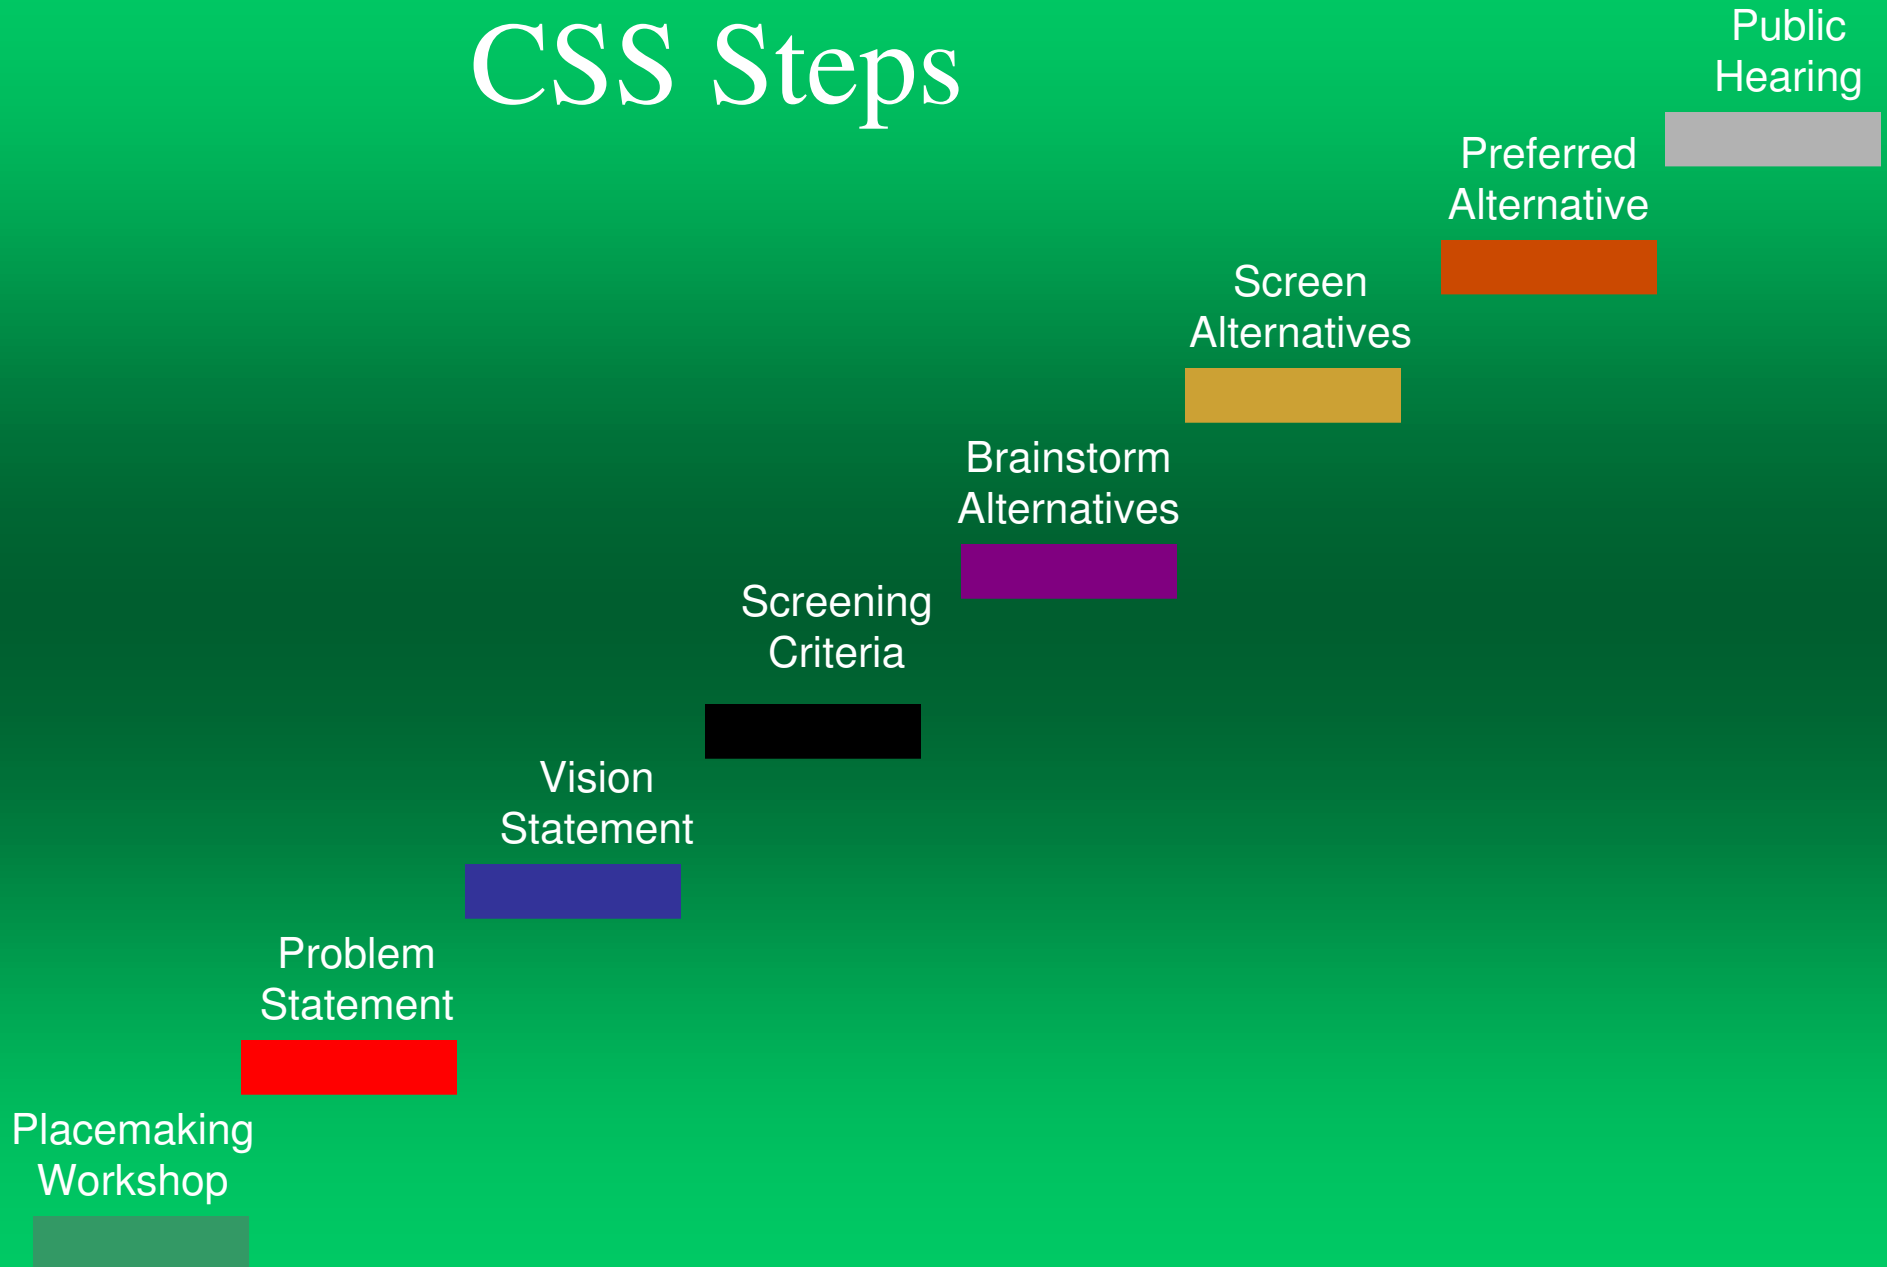 CSS Steps
Public
Hearing
Preferred
Alternative
Screen
Alternatives
Brainstorm
Alternatives
Screening
Criteria
Vision
Statement
Problem
Statement
Placemaking
Workshop